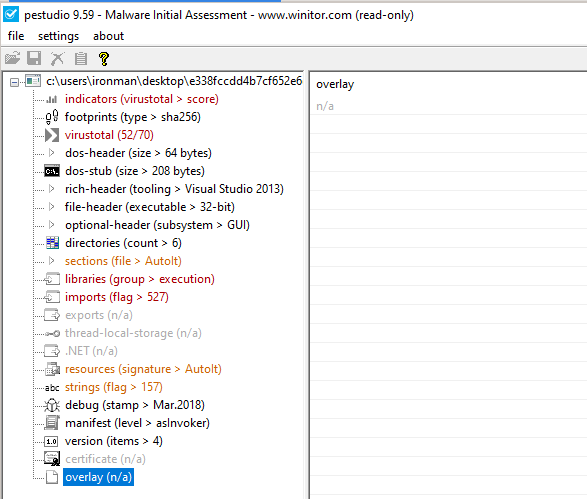 pestudio 9.59 - Malware Initial Assessment - www.winitor.com (read-only)
file settings about
c:\users\ironman\desktop\e338fccdd4b7cf652e6
indicators (virustotal > score)
footprints (type > sha256)
virustotal (52/70)
dos-header (size > 64 bytes)
dos-stub (size > 208 bytes)
rich-header (tooling > Visual Studio 2013)
file-header (executable > 32-bit)
optional-header (subsystem > GUI)
directories (count > 6)
sections (file > AutoIt)
libraries (group > execution)
imports (flag > 527)
exports (n/a)
thread-local-storage (n/a)
.NET (n/a)
resources (signature > AutoIt)
abc strings (flag > 157)
debug (stamp > Mar.2018)
manifest (level > asInvoker)
1.0 version (items > 4)
certificate (n/a)
overlay (n/a)
overlay
n/a